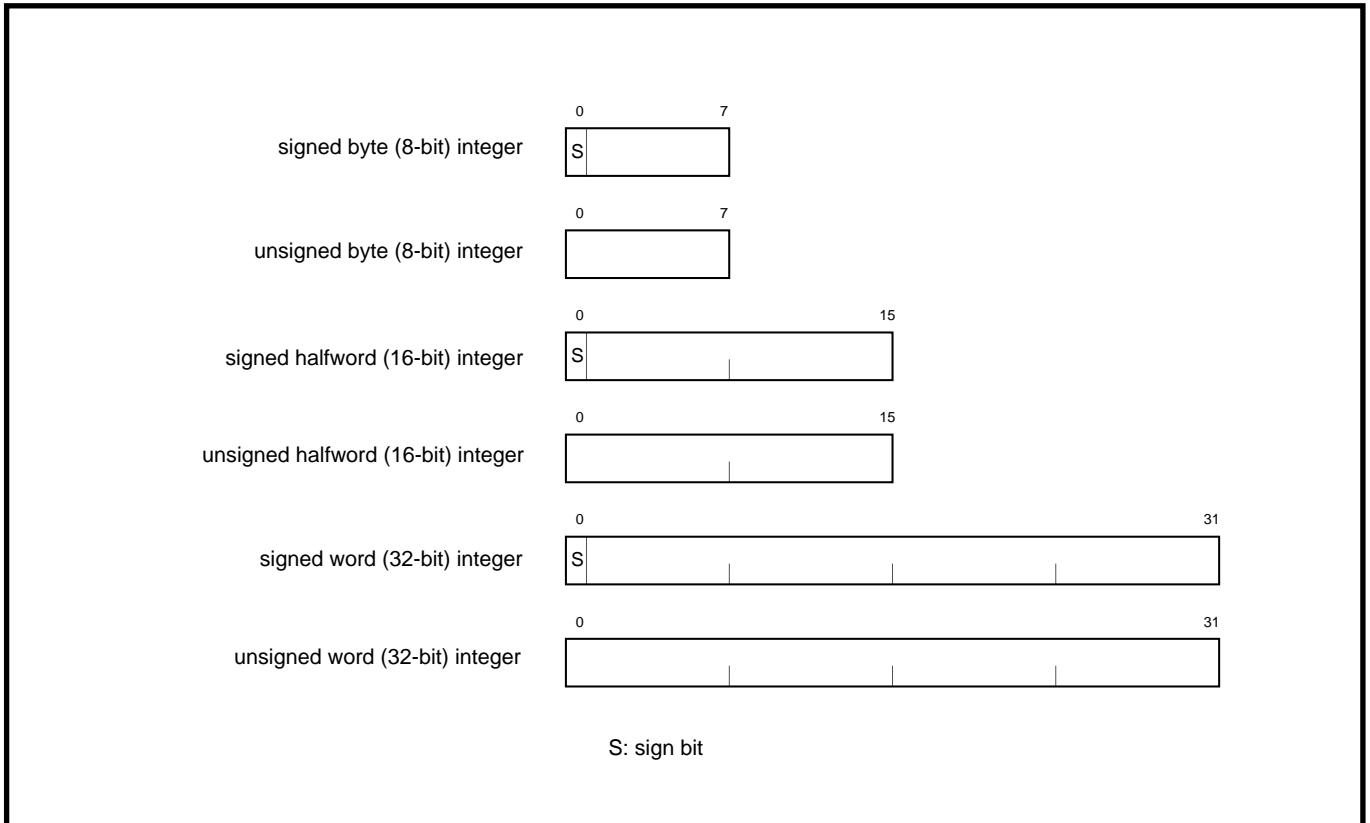 0 7
signed byte (8-bit) integer S
0 7
unsigned byte (8-bit) integer
0 15
signed halfword (16-bit) integer S
0 15
unsigned halfword (16-bit) integer
0 31
signed word (32-bit) integer S
0 31
unsigned word (32-bit) integer
S: sign bit